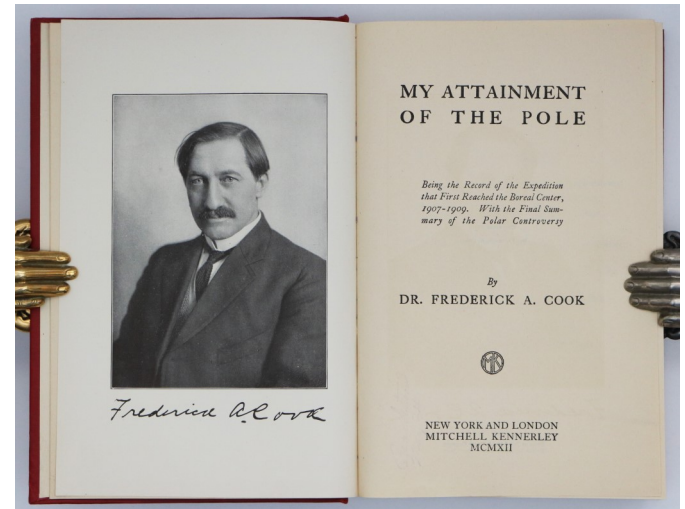 Frederick A. Cook
MY ATTAINMENT
OF THE POLE
Being the Record of the Expedition
that First Reached the Boreal Center,
1907-1909. With the Final Sum-
mary of the Polar Controversy
By
DR. FREDERICK A. COOK
NEW YORK AND LONDON
MITCHELL KENNERLEY
MCMXII